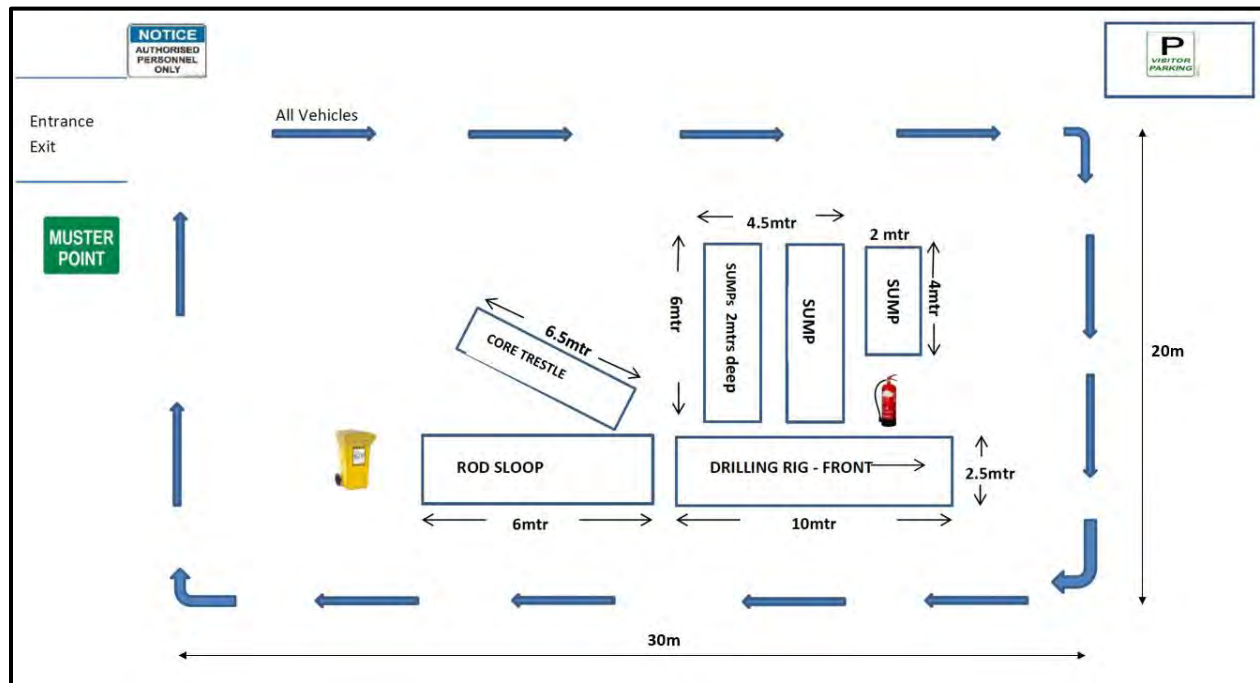 NOTICE
AUTHORISED
PERSONNEL
ONLY
P
VISITOR
PARKING
Entrance
Exit
All Vehicles
MUSTER
POINT
4.5mtr
2 mtr
6mtr
SUMPs 2mtrs deep
SUMP
SUMP
4mtr
20m
6.5mtr
CORE TRESTLE
ROD SLOOP
DRILLING RIG - FRONT
2.5mtr
6mtr
10mtr
30m